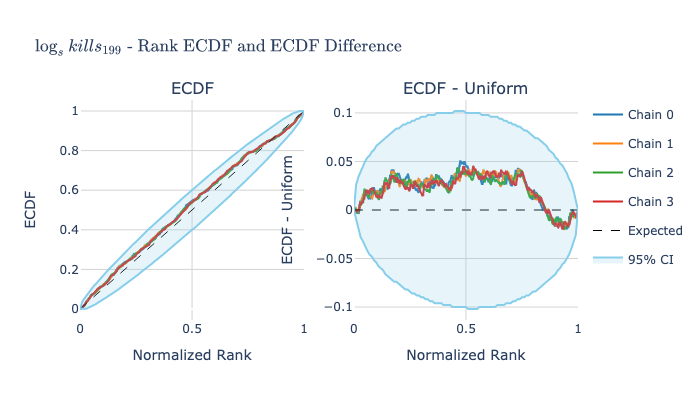 log_s kills_199 - Rank ECDF and ECDF Difference
ECDF
ECDF
1
0.8
0.6
0.4
0.2
0
0
0.5
1
Normalized Rank
ECDF - Uniform
ECDF - Uniform
0.1
0.05
0
−0.05
−0.1
0
0.5
1
Normalized Rank
Chain 0
Chain 1
Chain 2
Chain 3
Expected
95% CI